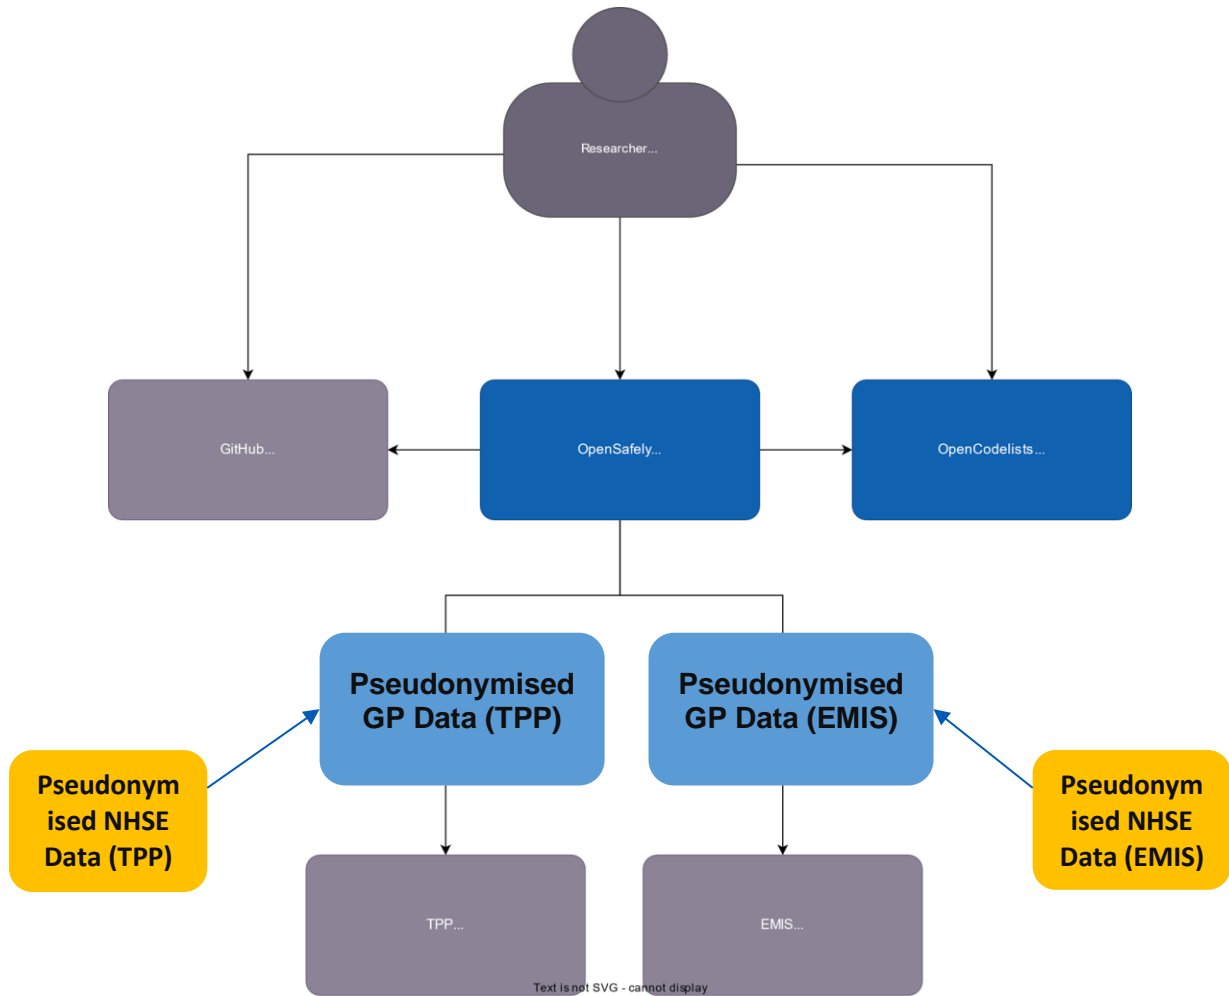 Researcher...
GitHub...
OpenSafely...
OpenCodelists...
Pseudonymised
GP Data (TPP)
Pseudonymised
GP Data (EMIS)
Pseudonym
ised NHSE
Data (TPP)
Pseudonym
ised NHSE
Data (EMIS)
TPP...
EMIS...
Text is not SVG - cannot display